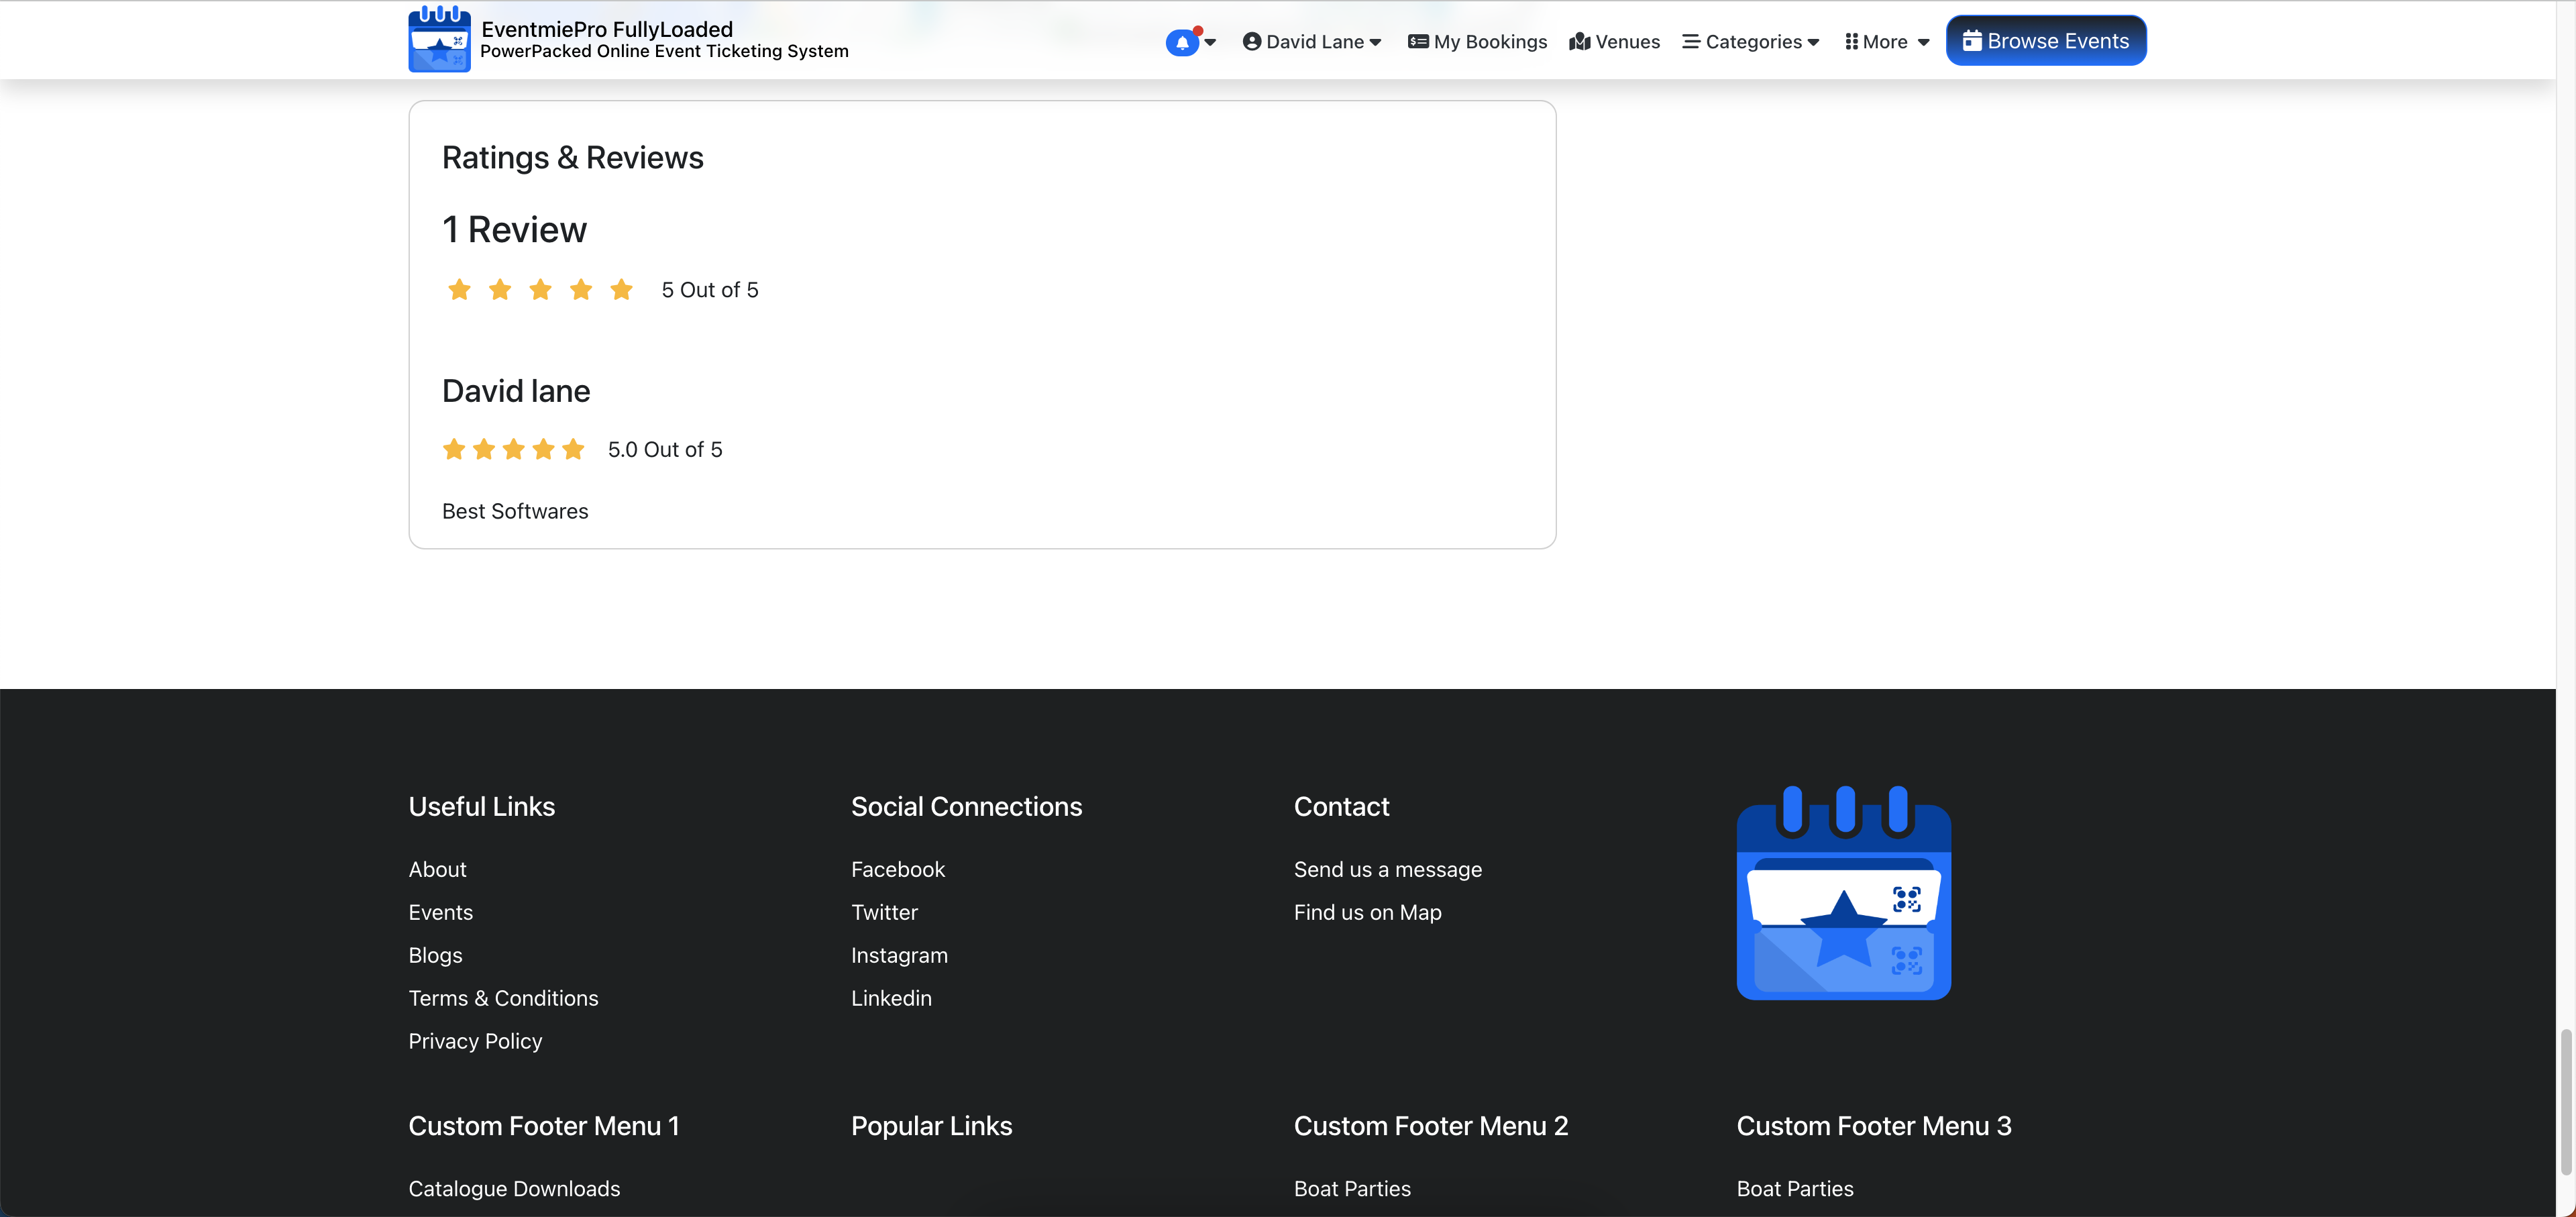 EventmiePro FullyLoaded
PowerPacked Online Event Ticketing System
David Lane
My Bookings
Venues
Categories
More
Browse Events
Ratings & Reviews
1 Review
5 Out of 5
David lane
5.0 Out of 5
Best Softwares
Useful Links
About
Events
Blogs
Terms & Conditions
Privacy Policy
Social Connections
Facebook
Twitter
Instagram
Linkedin
Contact
Send us a message
Find us on Map
Custom Footer Menu 1
Catalogue Downloads
Popular Links
Custom Footer Menu 2
Boat Parties
Custom Footer Menu 3
Boat Parties